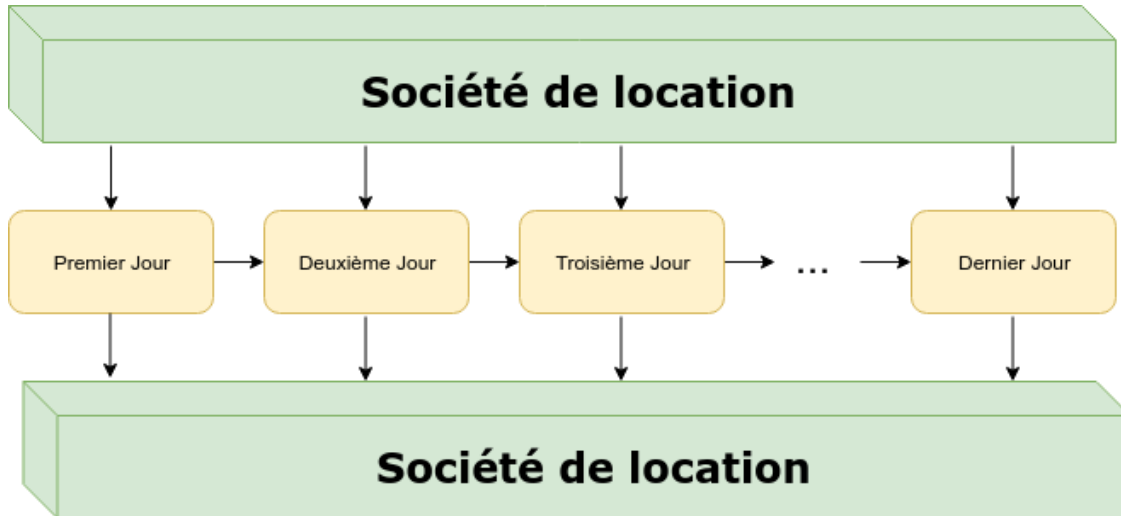 Société de location
Premier Jour
Deuxième Jour
Troisième Jour
...
Dernier Jour
Société de location